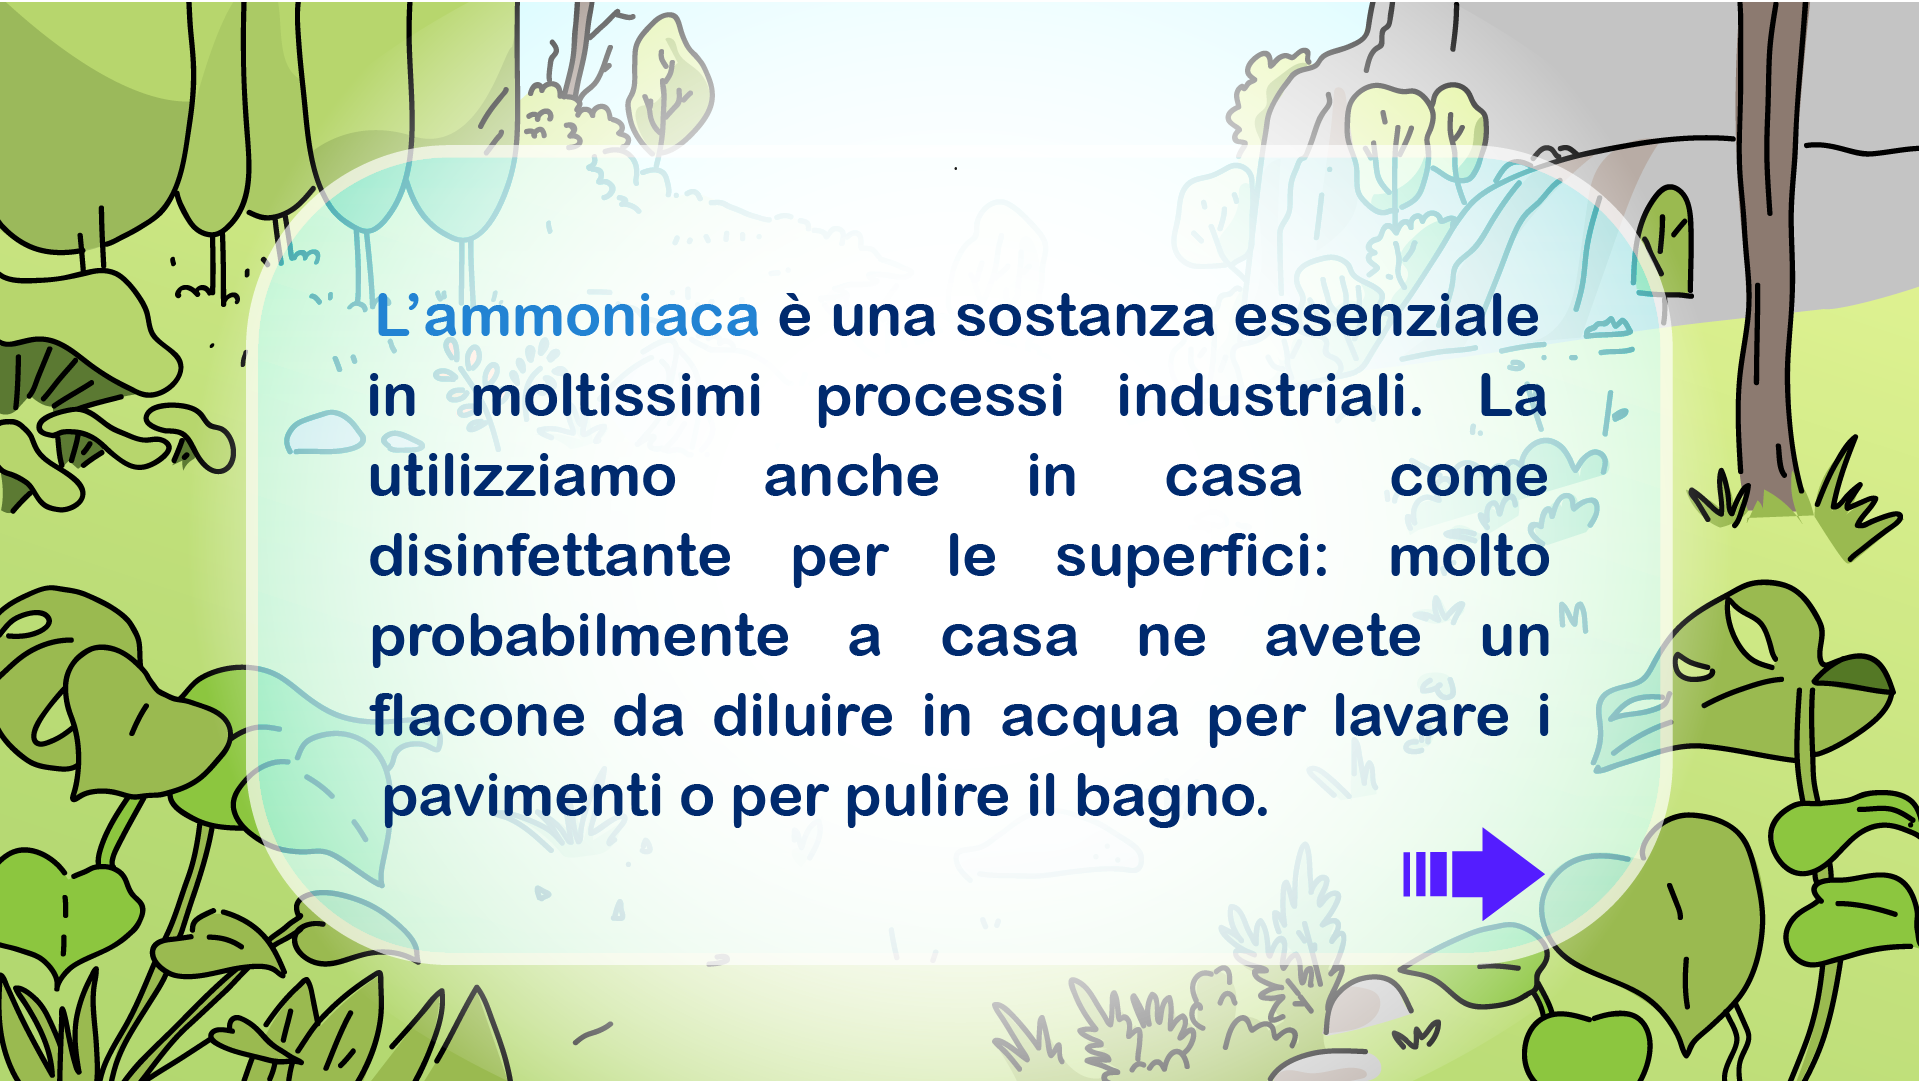 L’ammoniaca è una sostanza essenziale
in moltissimi processi industriali. La
utilizziamo anche in casa come
disinfettante per le superfici: molto
probabilmente a casa ne avete un
flacone da diluire in acqua per lavare i
pavimenti o per pulire il bagno.